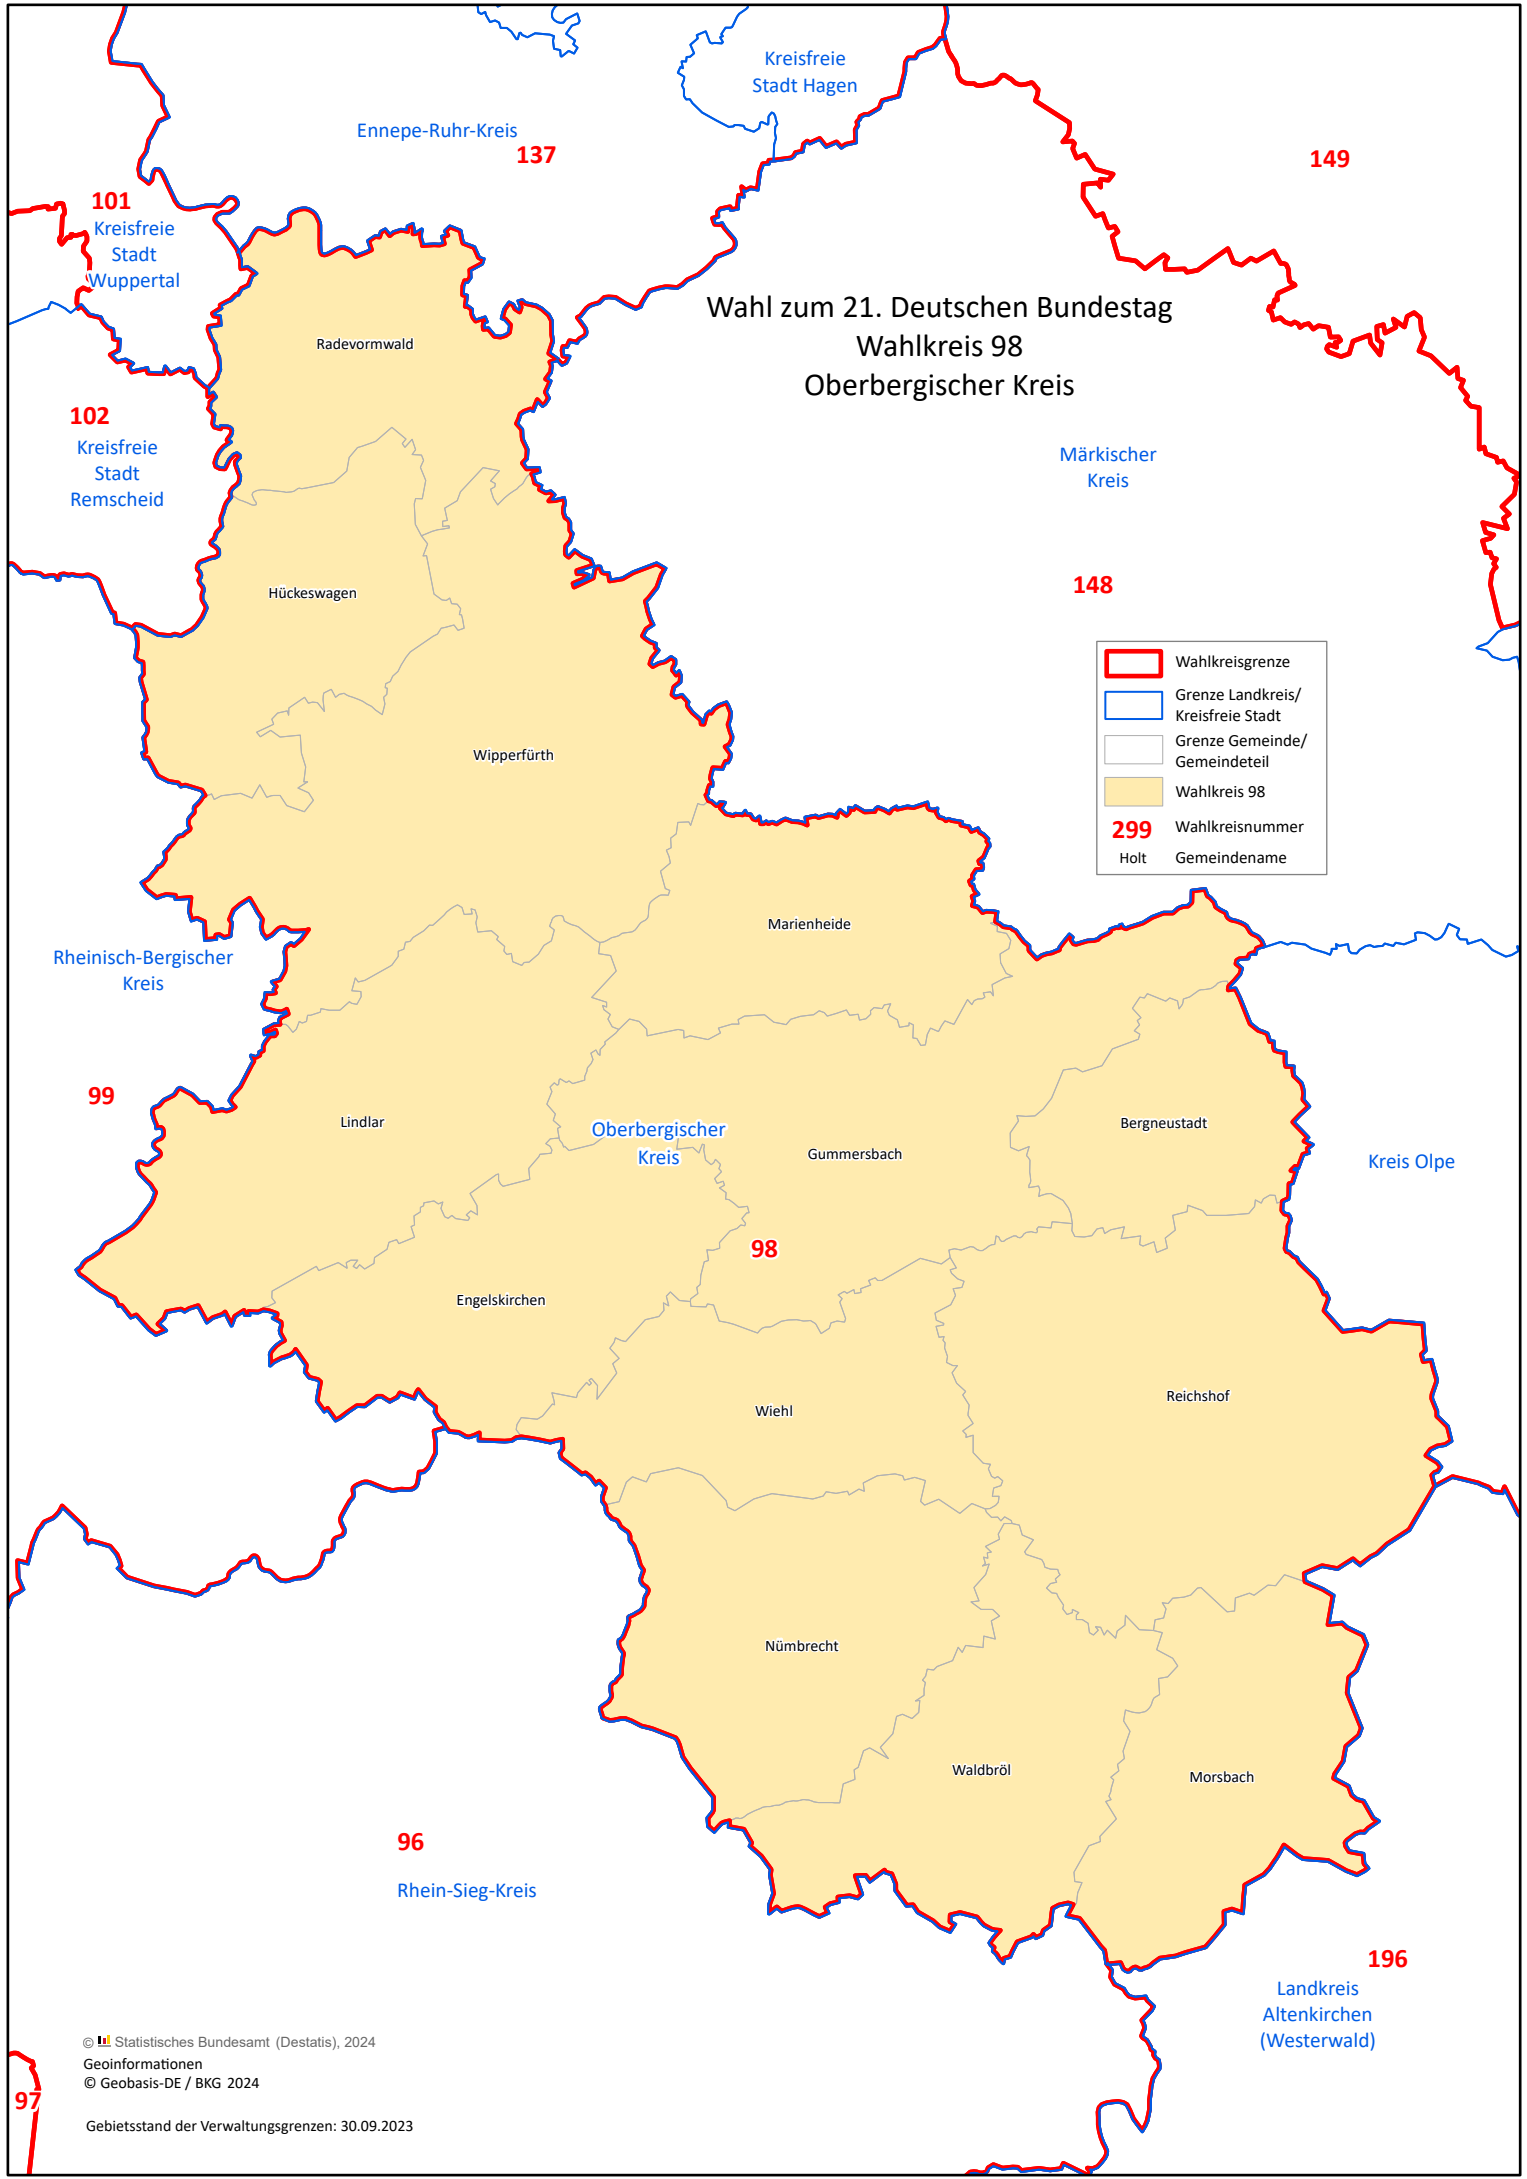 Kreisfreie
Stadt Hagen
Ennepe-Ruhr-Kreis
137
149
101
Kreisfreie
Stadt
Wuppertal
Wahl zum 21. Deutschen Bundestag
Wahlkreis 98
Oberbergischer Kreis
Radevormwald
102
Kreisfreie
Stadt
Remscheid
Märkischer
Kreis
148
Hückeswagen
Wahlkreisgrenze
Grenze Landkreis/
Kreisfreie Stadt
Grenze Gemeinde/
Gemeindeteil
Wahlkreis 98
299 Wahlkreisnummer
Holt Gemeindename
Wipperfürth
Marienheide
Rheinisch-Bergischer
Kreis
99
Lindlar
Oberbergischer
Kreis
Gummersbach
Bergneustadt
Kreis Olpe
98
Engelskirchen
Wiehl
Reichshof
Nümbrecht
Waldbröl
Morsbach
96
Rhein-Sieg-Kreis
196
Landkreis
Altenkirchen
(Westerwald)
© Statistisches Bundesamt (Destatis), 2024
Geoinformationen
© Geobasis-DE / BKG 2024
97
Gebietsstand der Verwaltungsgrenzen: 30.09.2023